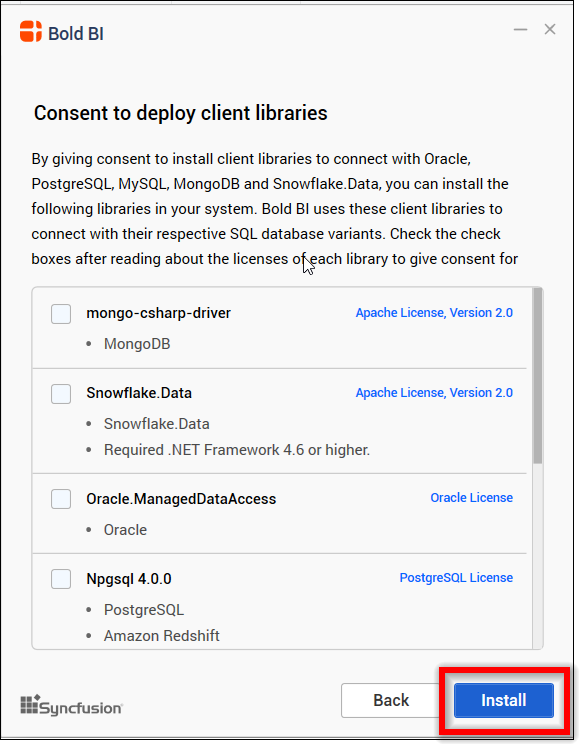 Bold BI
Consent to deploy client libraries
By giving consent to install client libraries to connect with Oracle,
PostgreSQL, MySQL, MongoDB and Snowflake.Data, you can install the
following libraries in your system. Bold BI uses these client libraries to
connect with their respective SQL database variants. Check the check
boxes after reading about the licenses of each library to give consent for
mongo-csharp-driver Apache License, Version 2.0
• MongoDB
Snowflake.Data Apache License, Version 2.0
• Snowflake.Data
• Required .NET Framework 4.6 or higher.
Oracle.ManagedDataAccess Oracle License
• Oracle
Npgsql 4.0.0 PostgreSQL License
• PostgreSQL
• Amazon Redshift
Syncfusion Back Install